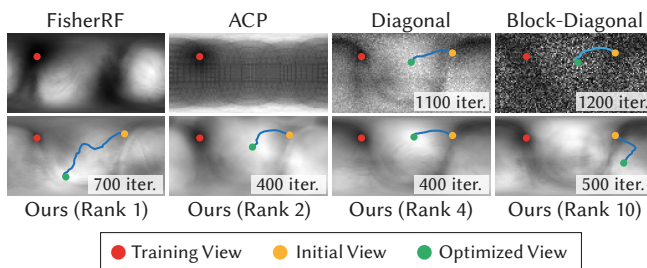 FisherRF ACP Diagonal Block-Diagonal
1100 iter. 1200 iter.
700 iter. 400 iter. 400 iter. 500 iter.
Ours (Rank 1) Ours (Rank 2) Ours (Rank 4) Ours (Rank 10)
Training View Initial View Optimized View